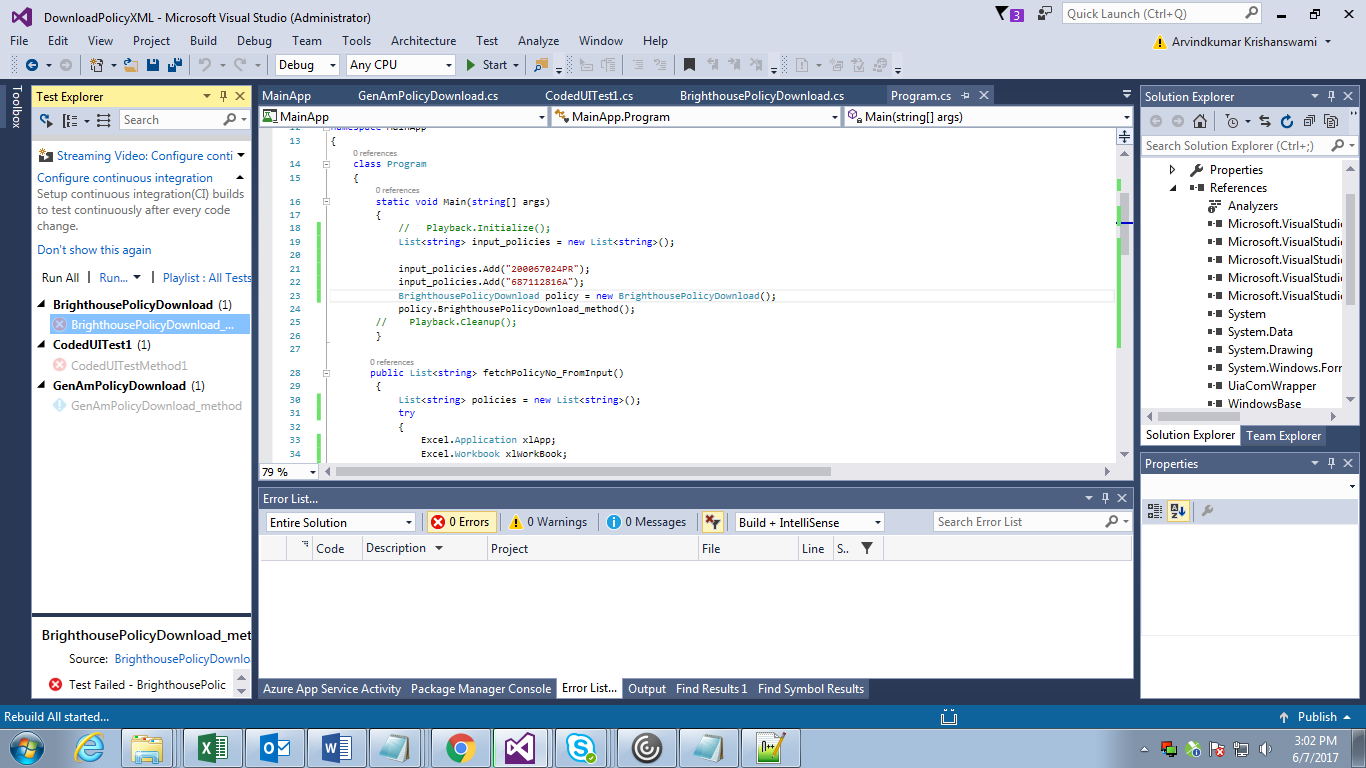 DownloadPolicyXML - Microsoft Visual Studio (Administrator)
3
Quick Launch (Ctrl+Q)
File Edit View Project Build Debug Team Tools Architecture Test Analyze Window Help
Arvindkumar Krishanswami
Debug Any CPU Start
Toolbox
Test Explorer
Search
Streaming Video: Configure conti
Configure continuous integration
Setup continuous integration(CI) builds
to test continuously after every code
change.
Don't show this again
Run All | Run... Playlist : All Tests
BrighthousePolicyDownload (1)
BrighthousePolicyDownload_...
CodedUITest1 (1)
CodedUITestMethod1
GenAmPolicyDownload (1)
GenAmPolicyDownload_method
BrighthousePolicyDownload_met
Source: BrighthousePolicyDownlo
Test Failed - BrighthousePolic
MainApp GenAmPolicyDownload.cs CodedUITest1.cs BrighthousePolicyDownload.cs Program.cs
MainApp MainApp.Program Main(string[] args)
12 namespace MainApp
13 {
0 references
14 class Program
15 {
0 references
16 static void Main(string[] args)
17 {
18 // Playback.Initialize();
19 List<string> input_policies = new List<string>();
20
21 input_policies.Add("200067024PR");
22 input_policies.Add("687112816A");
23 BrighthousePolicyDownload policy = new BrighthousePolicyDownload();
24 policy.BrighthousePolicyDownload_method();
25 // Playback.Cleanup();
26 }
27
0 references
28 public List<string> fetchPolicyNo_FromInput()
29 {
30 List<string> policies = new List<string>();
31 try
32 {
33 Excel.Application xlApp;
34 Excel.Workbook xlWorkBook;
79 %
Error List...
Entire Solution 0 Errors 0 Warnings 0 Messages Build + IntelliSense Search Error List
Code Description Project File Line S..
Azure App Service Activity Package Manager Console Error List... Output Find Results 1 Find Symbol Results
Solution Explorer
Search Solution Explorer (Ctrl+;)
Properties
References
Analyzers
Microsoft.VisualStudi
Microsoft.VisualStudi
Microsoft.VisualStudi
Microsoft.VisualStudi
Microsoft.VisualStudi
System
System.Data
System.Drawing
System.Windows.Forr
UiaComWrapper
WindowsBase
Solution Explorer Team Explorer
Properties
Rebuild All started...
Publish
3:02 PM
6/7/2017